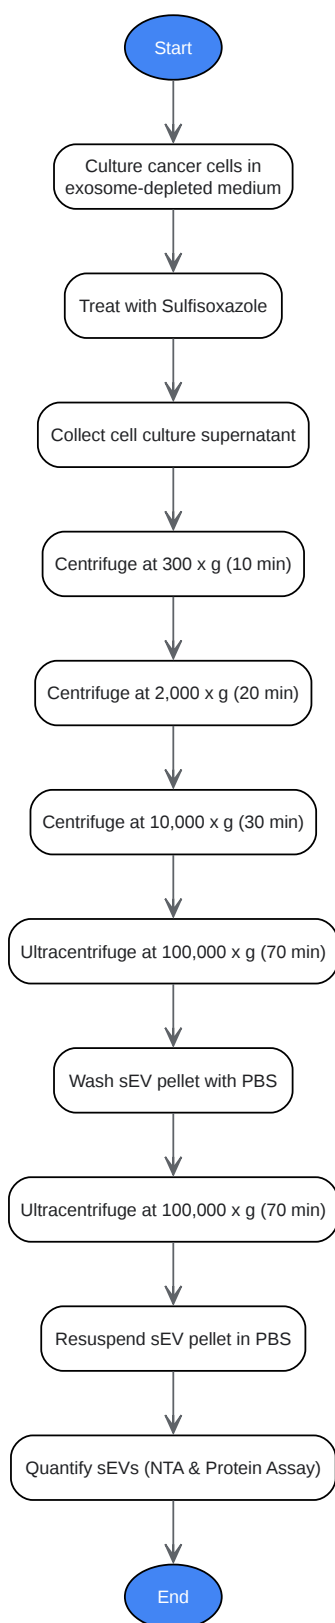 Start
Culture cancer cells in
exosome-depleted medium
Treat with Sulfisoxazole
Collect cell culture supernatant
Centrifuge at 300 x g (10 min)
Centrifuge at 2,000 x g (20 min)
Centrifuge at 10,000 x g (30 min)
Ultracentrifuge at 100,000 x g (70 min)
Wash sEV pellet with PBS
Ultracentrifuge at 100,000 x g (70 min)
Resuspend sEV pellet in PBS
Quantify sEVs (NTA & Protein Assay)
End